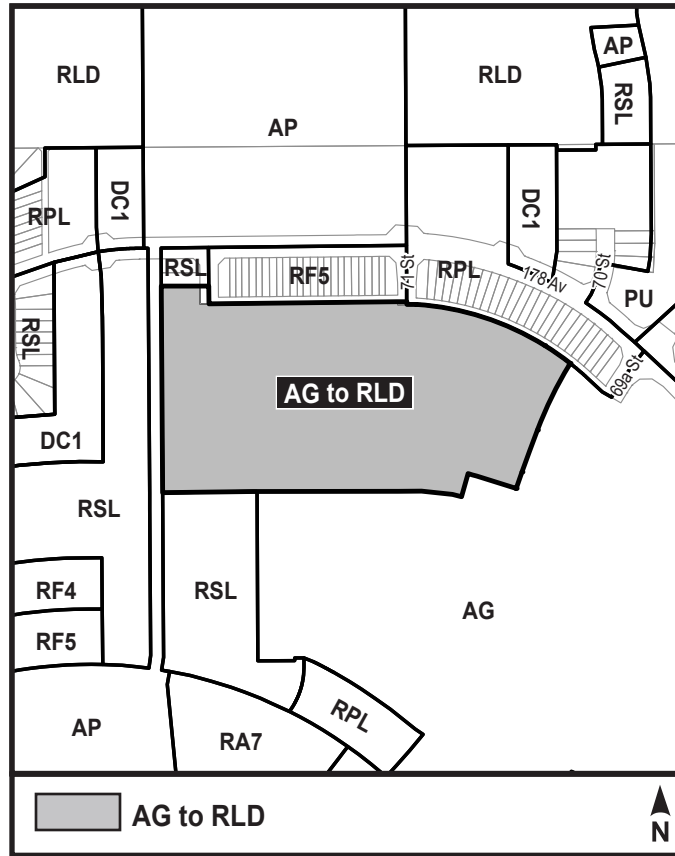 RLD
AP
RLD
AP
RSL
RPL
DC1
DC1
RSL
RF5
71 St
RPL
178 Av
70 St
PU
RSL
69a St
AG to RLD
DC1
RSL
RF4
RSL
AG
RF5
RPL
AP
RA7
AG to RLD
N